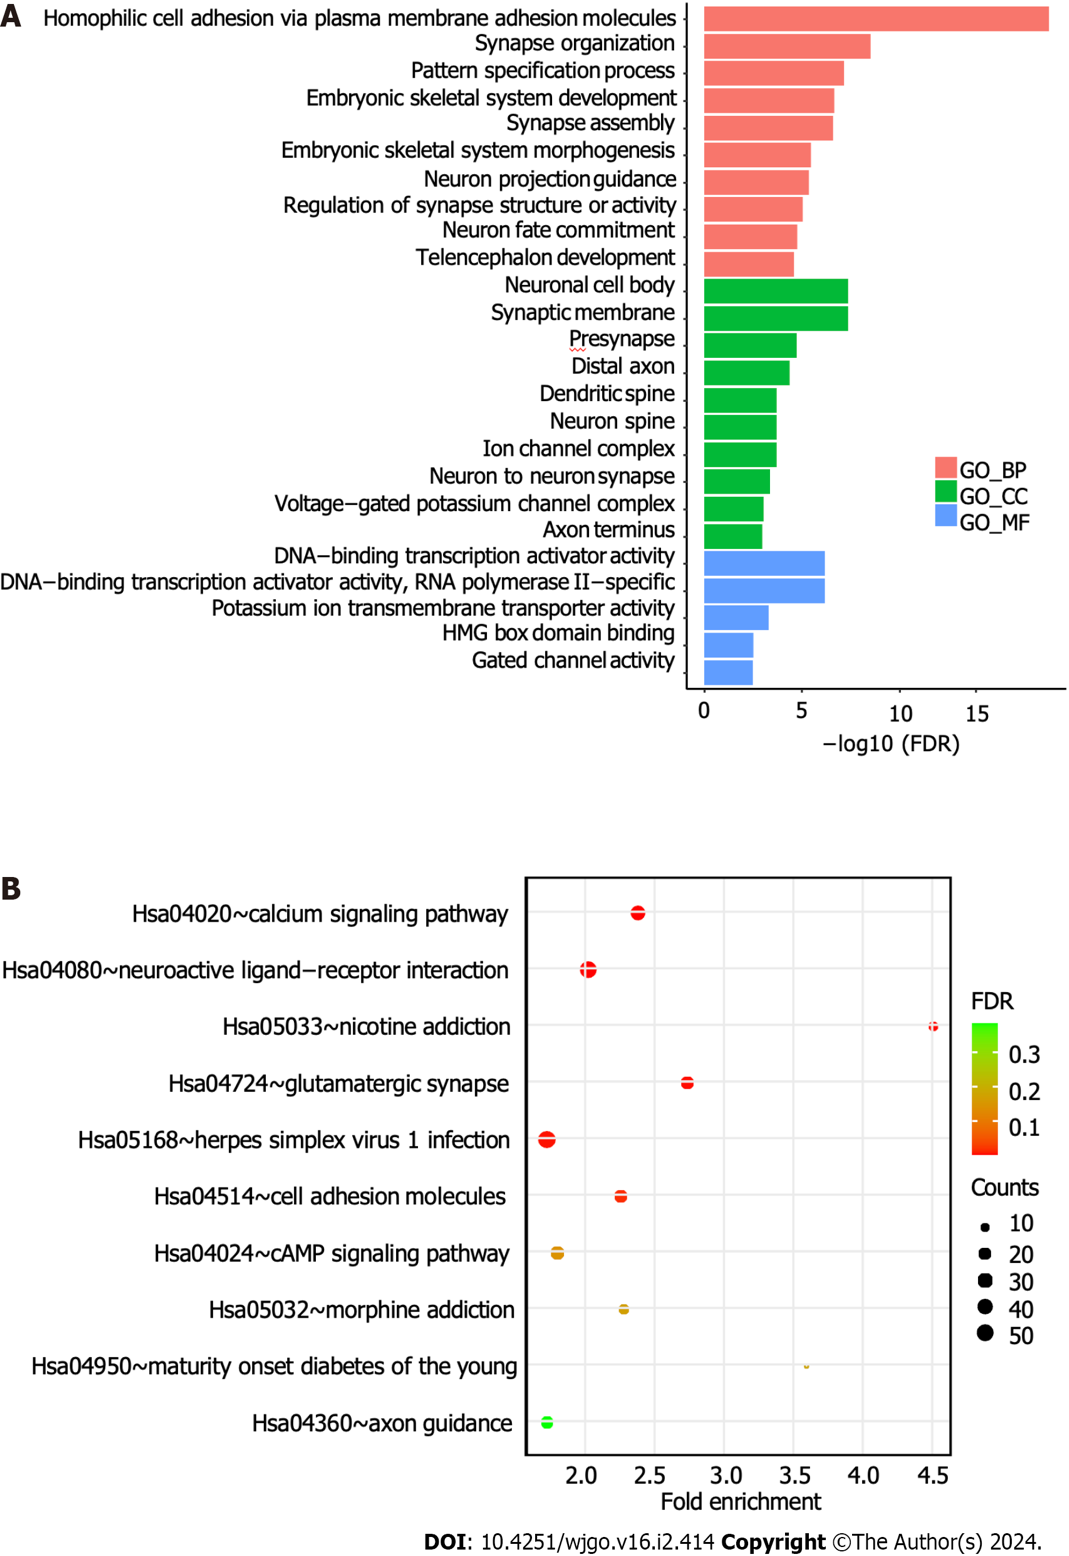 A
Homophilic cell adhesion via plasma membrane adhesion molecules
Synapse organization
Pattern specification process
Embryonic skeletal system development
Synapse assembly
Embryonic skeletal system morphogenesis
Neuron projection guidance
Regulation of synapse structure or activity
Neuron fate commitment
Telencephalon development
Neuronal cell body
Synaptic membrane
Presynapse
Distal axon
Dendritic spine
Neuron spine
Ion channel complex
Neuron to neuron synapse
Voltage−gated potassium channel complex
Axon terminus
DNA−binding transcription activator activity
DNA−binding transcription activator activity, RNA polymerase II−specific
Potassium ion transmembrane transporter activity
HMG box domain binding
Gated channel activity
GO_BP
GO_CC
GO_MF
0 5 10 15
−log10 (FDR)
B
Hsa04020~calcium signaling pathway
Hsa04080~neuroactive ligand−receptor interaction
Hsa05033~nicotine addiction
Hsa04724~glutamatergic synapse
Hsa05168~herpes simplex virus 1 infection
Hsa04514~cell adhesion molecules
Hsa04024~cAMP signaling pathway
Hsa05032~morphine addiction
Hsa04950~maturity onset diabetes of the young
Hsa04360~axon guidance
FDR
0.3
0.2
0.1
Counts
10
20
30
40
50
2.0 2.5 3.0 3.5 4.0 4.5
Fold enrichment
DOI: 10.4251/wjgo.v16.i2.414 Copyright ©The Author(s) 2024.